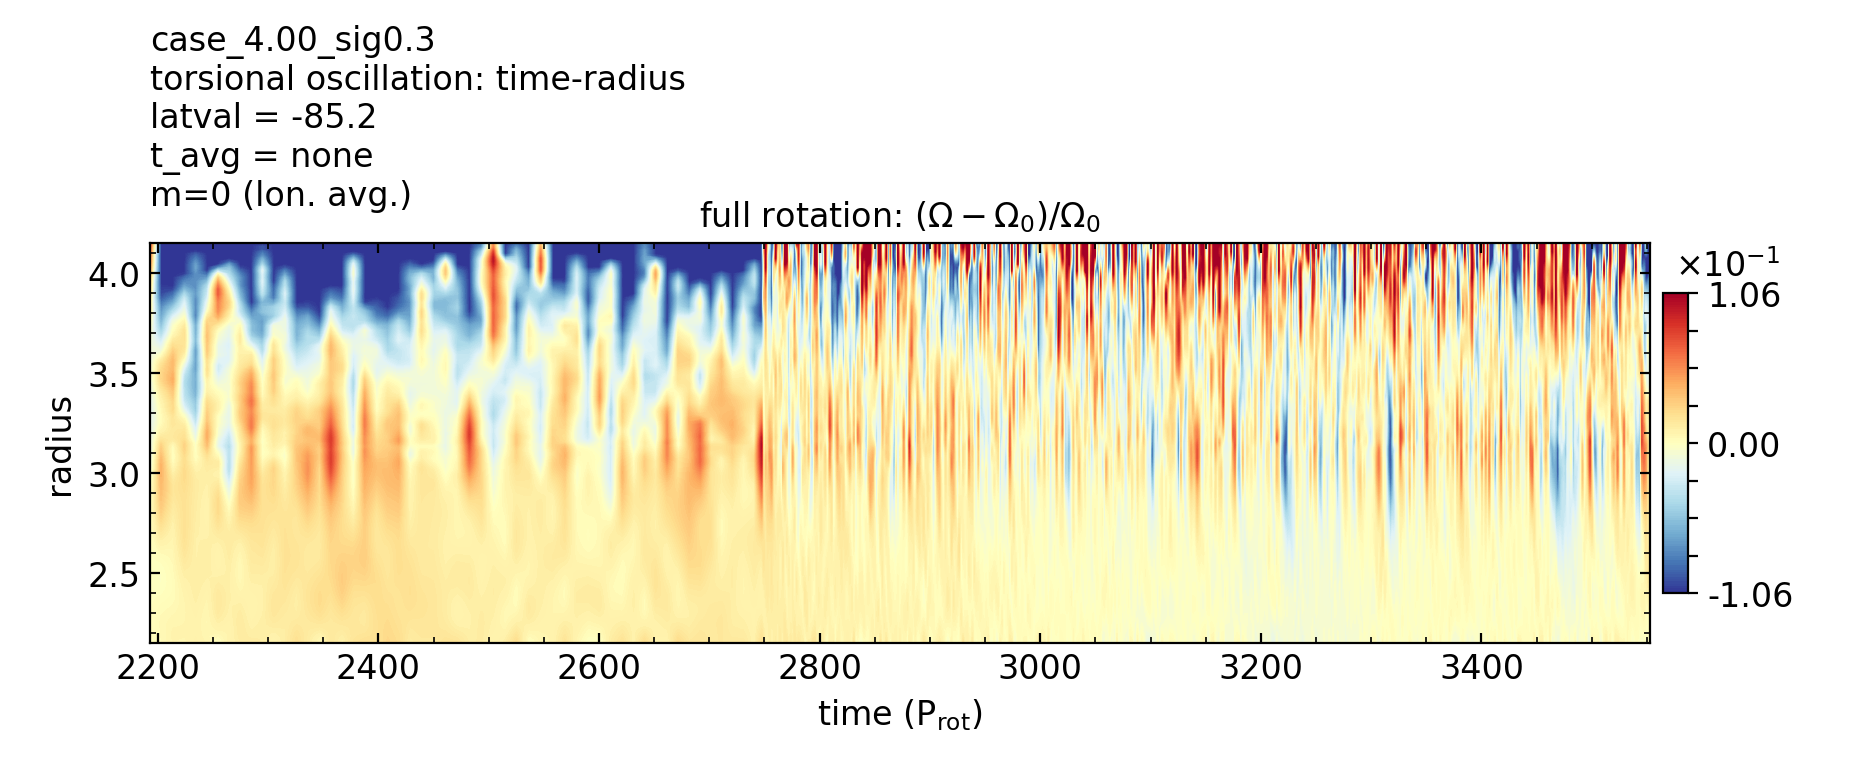 case_4.00_sig0.3
torsional oscillation: time-radius
latval = -85.2
t_avg = none
m=0 (lon. avg.)
full rotation: (Ω − Ω₀)/Ω₀
×10⁻¹
1.06
0.00
-1.06
radius
4.0
3.5
3.0
2.5
2200 2400 2600 2800 3000 3200 3400
time (P_rot)